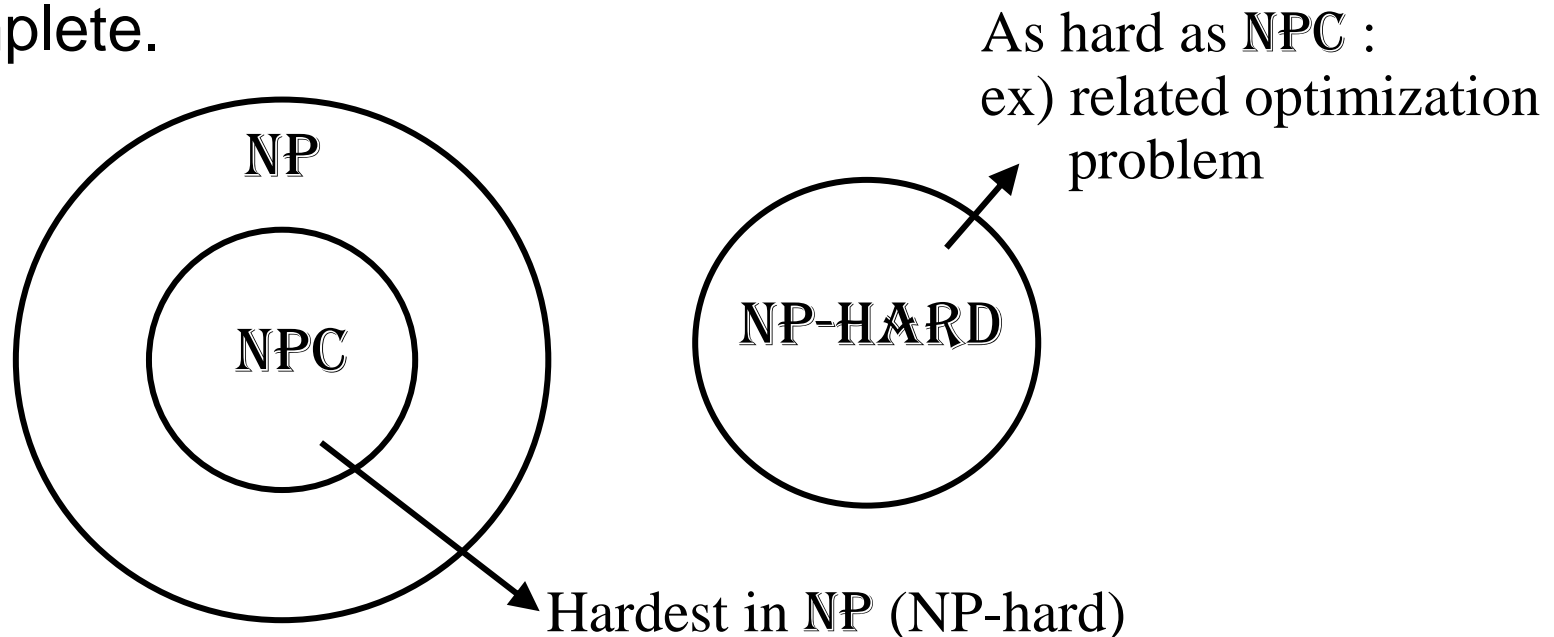 plete.
As hard as NPC :
ex) related optimization
problem
NP
NPC
NP-HARD
Hardest in NP (NP-hard)